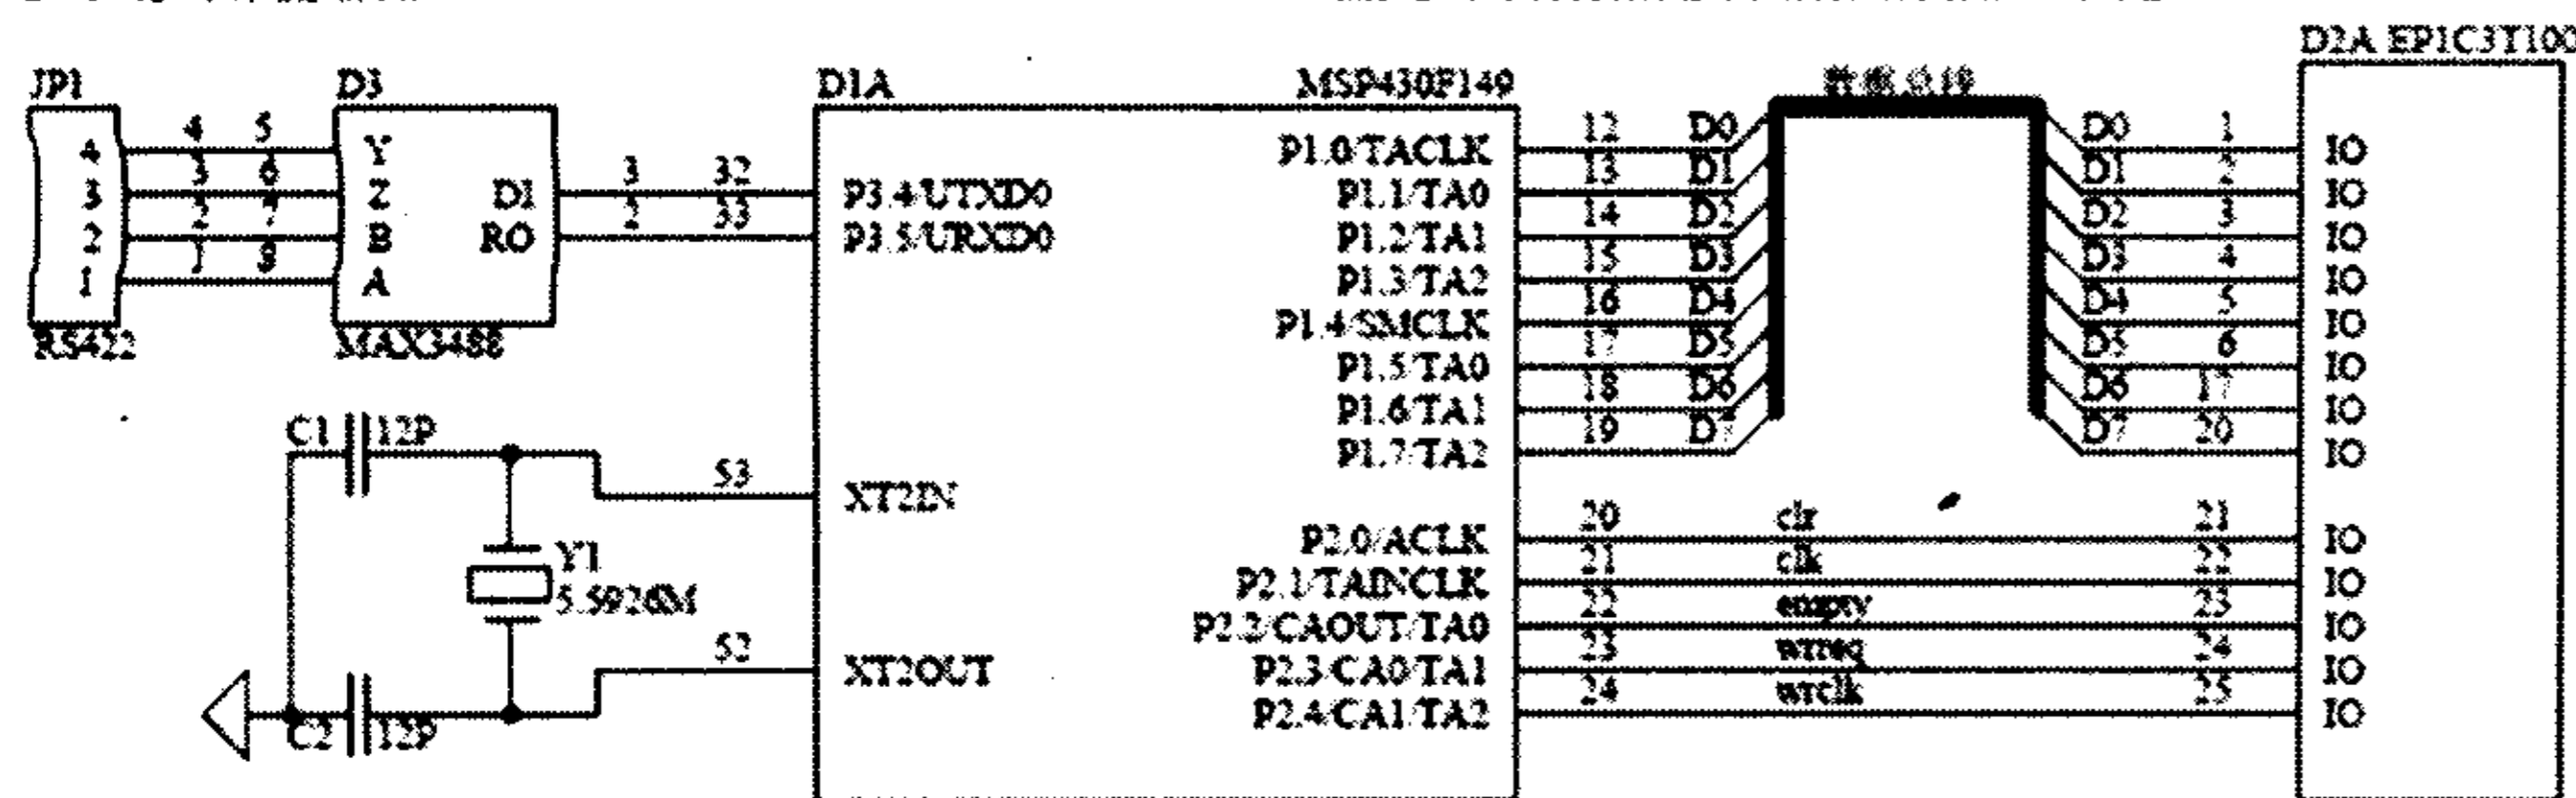 D2A EP1C3T100
JP1 D3 D1A MSP430F149
4 4 5 Y P1.0/TACLK 12 D0 D0 1 IO
3 3 6 Z DI 3 32 P3.4/UTXD0 P1.1/TA0 13 D1 D1 2 IO
2 2 7 B RO 2 33 P3.5/URXD0 P1.2/TA1 14 D2 D2 3 IO
1 1 8 A P1.3/TA2 15 D3 D3 4 IO
RS422 MAX3488 P1.4/SMCLK 16 D4 D4 5 IO
P1.5/TA0 17 D5 D5 6 IO
C1 12P P1.6/TA1 18 D6 D6 17 IO
P1.7/TA2 19 D7 D7 20 IO
53 XT2IN
P2.0/ACLK 20 clr 21 IO
Y1 P2.1/TAINCLK 21 clk 22 IO
5.5926M P2.2/CAOUT/TA0 22 empty 23 IO
52 XT2OUT P2.3/CA0/TA1 23 wrreq 24 IO
C2 12P P2.4/CA1/TA2 24 wrclk 25 IO